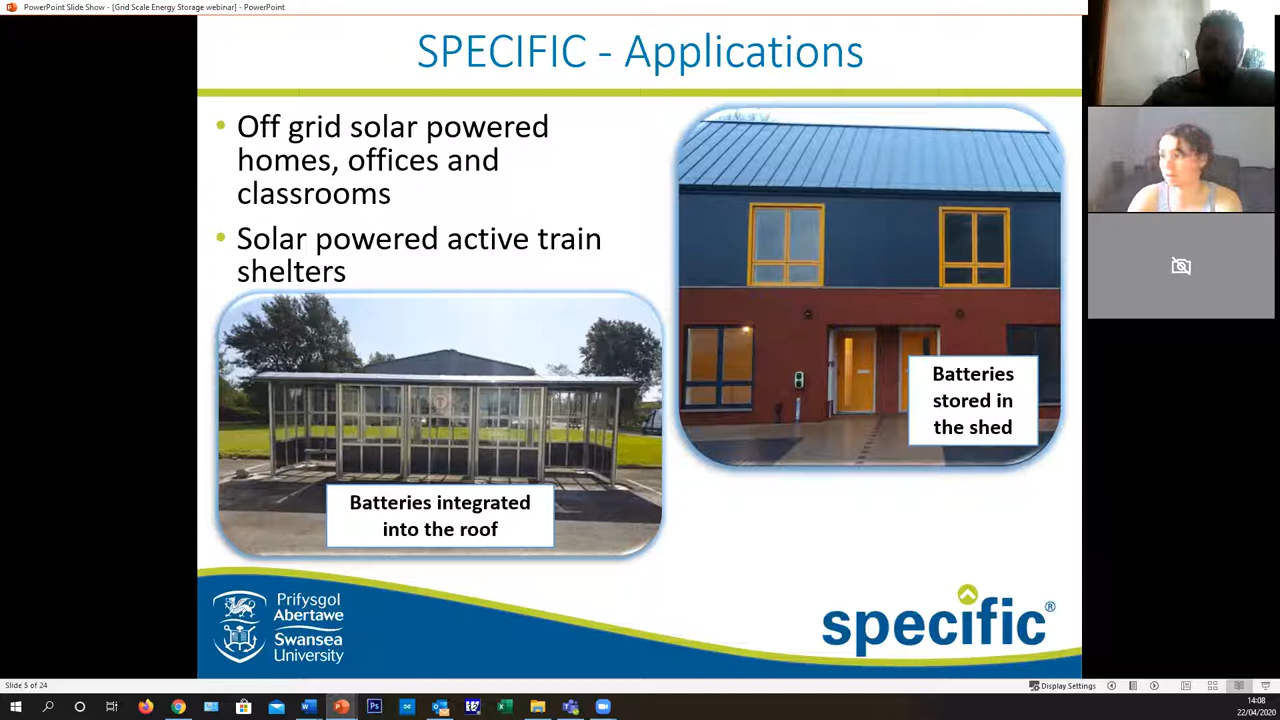 PowerPoint Slide Show - [Grid Scale Energy Storage webinar] - PowerPoint
SPECIFIC - Applications
• Off grid solar powered
homes, offices and
classrooms
• Solar powered active train
shelters
Batteries integrated
into the roof
Batteries
stored in
the shed
Prifysgol
Abertawe
Swansea
University
specific®
Slide 5 of 24
Display Settings
14:08
22/04/2020